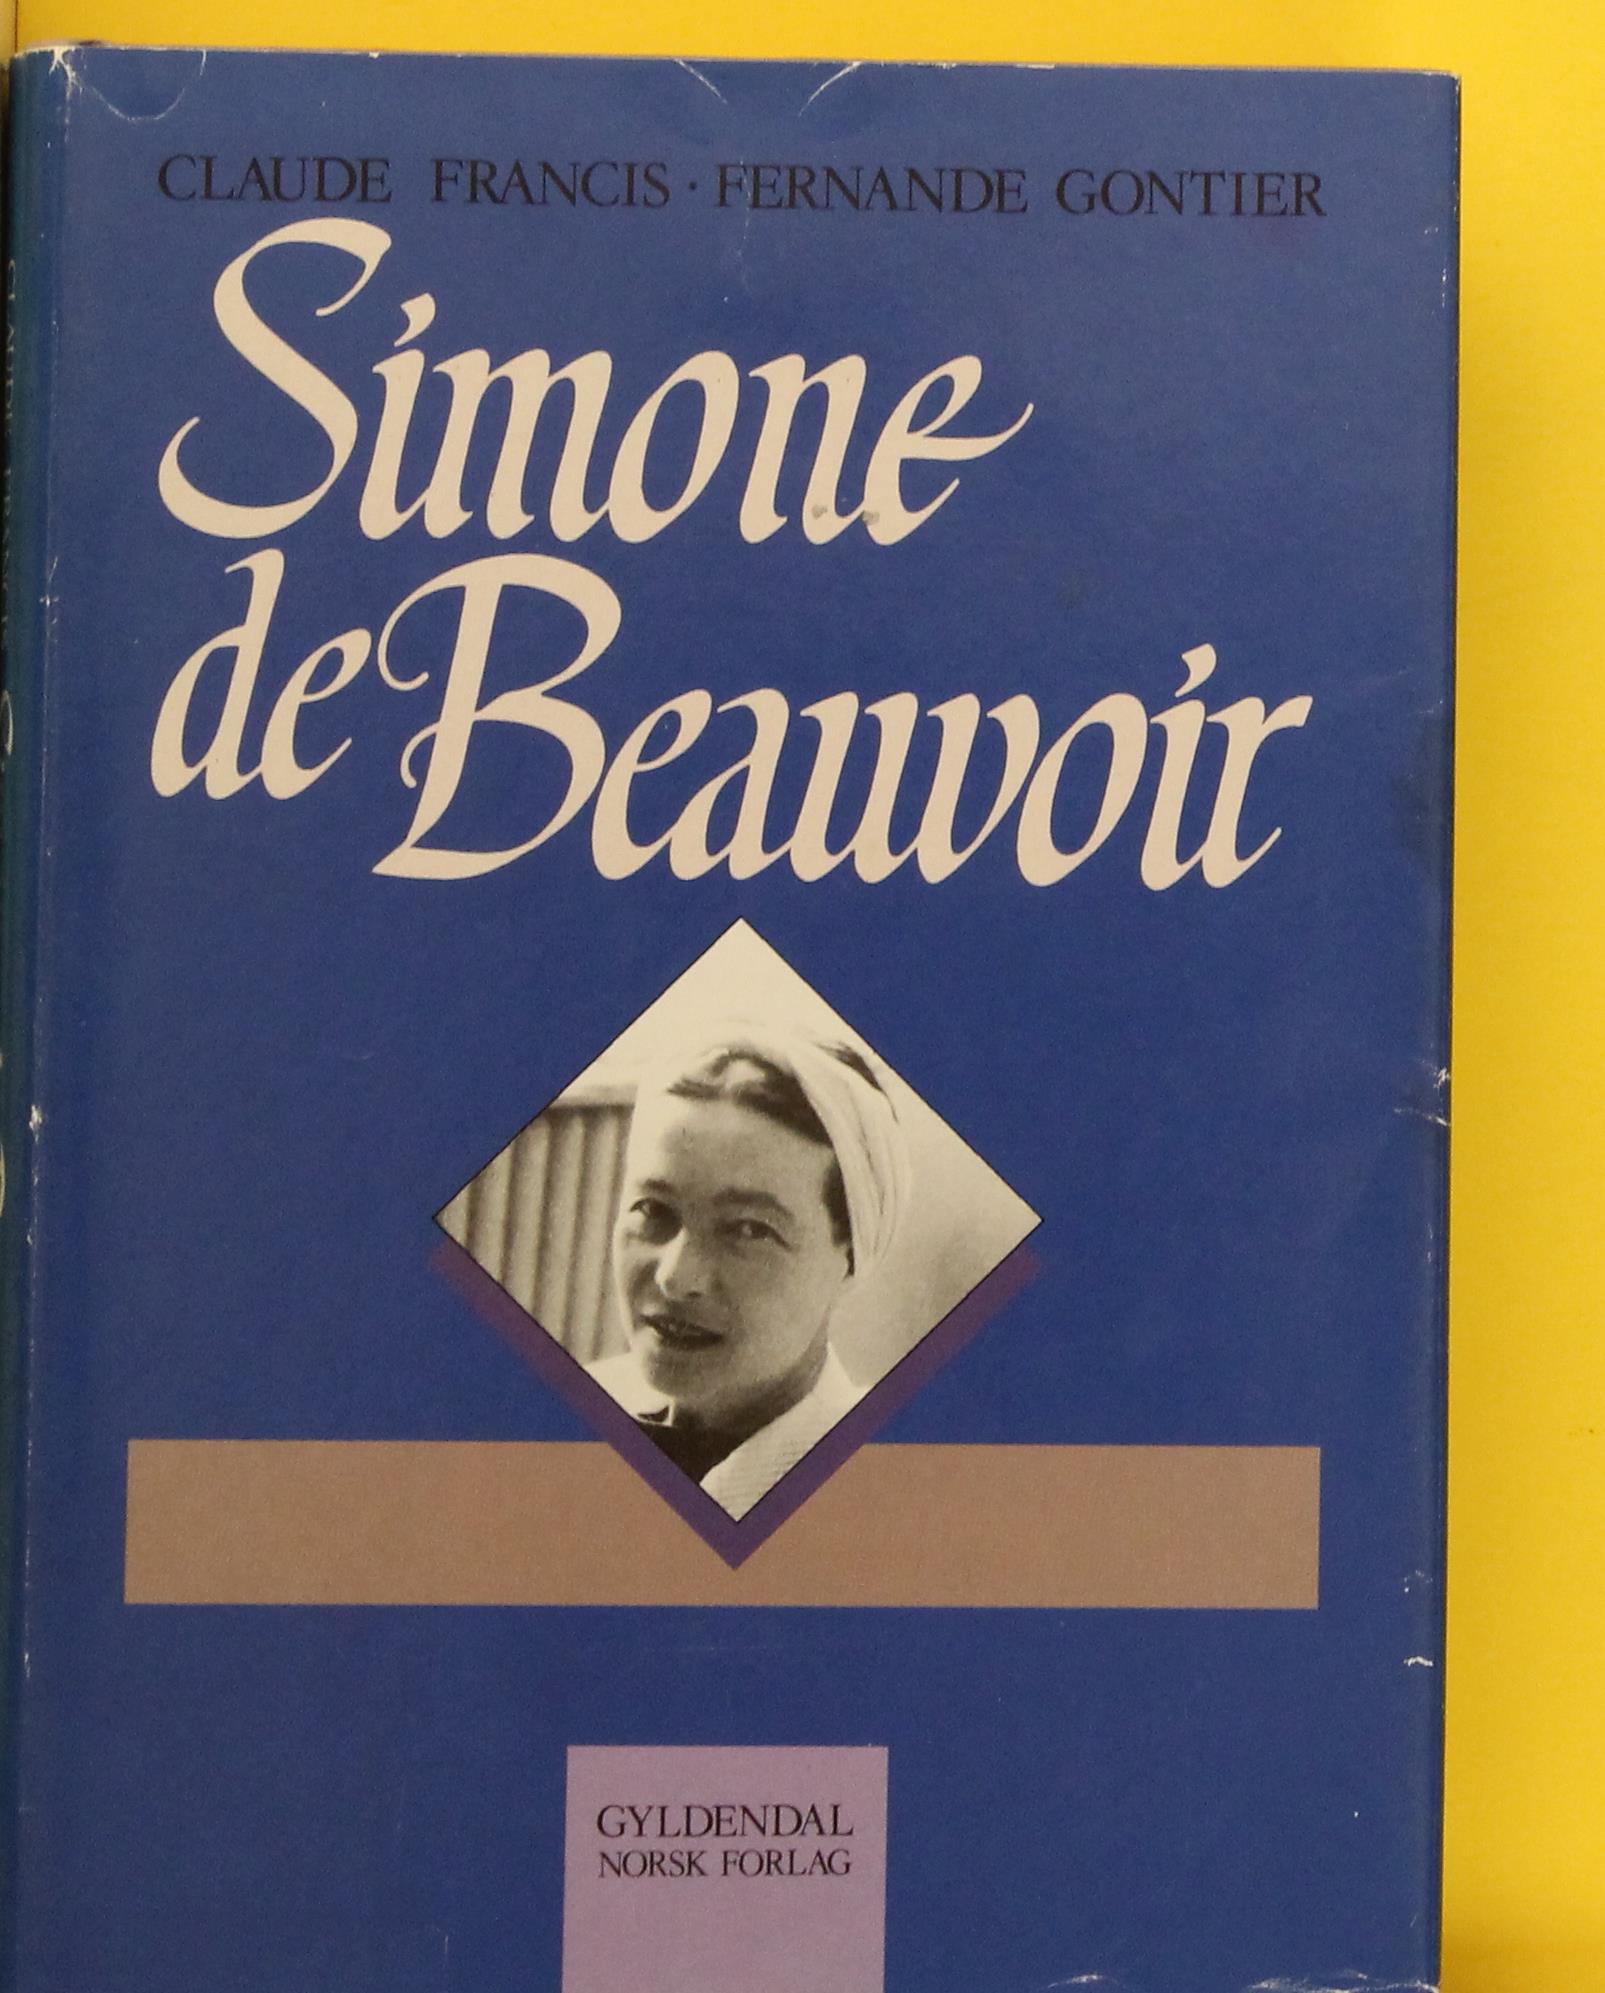 CLAUDE FRANCIS · FERNANDE GONTIER
Simone
de Beauvoir
GYLDENDAL
NORSK FORLAG